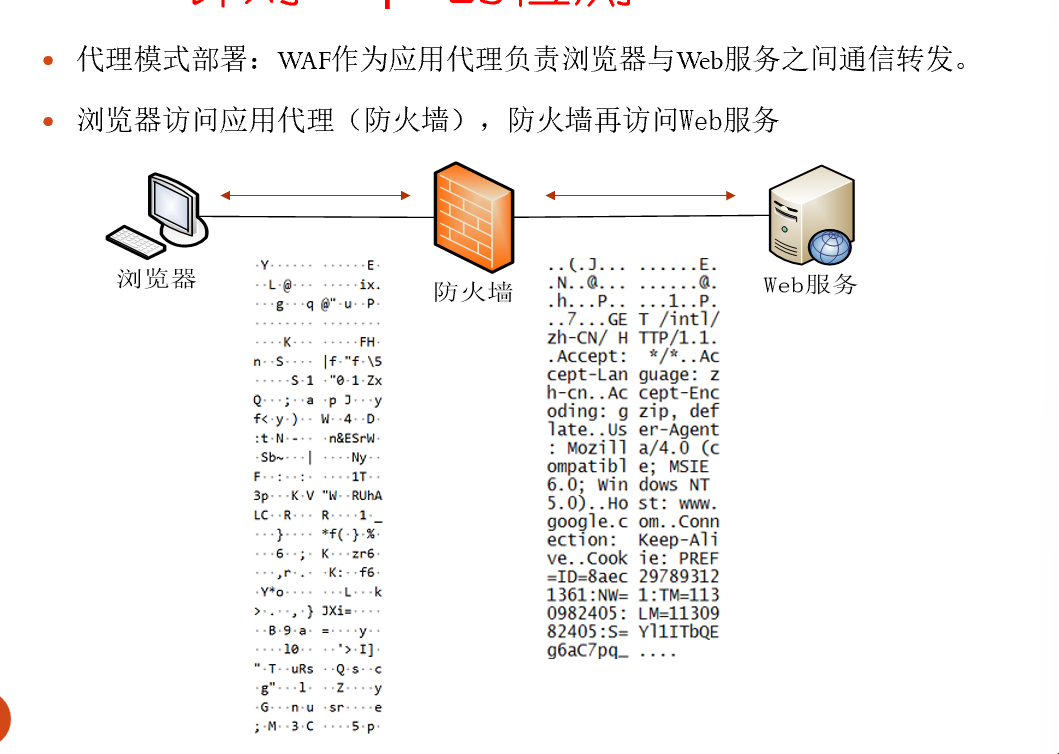 代理模式部署：WAF作为应用代理负责浏览器与Web服务之间通信转发。
浏览器访问应用代理（防火墙），防火墙再访问Web服务
浏览器
防火墙
Web服务
·Y······ ······E·
··L·@··· ······ix.
···g···q @"·u··P·
········ ········
····K··· ·····FH·
n··S···· |f·"f·\5
·····S·1 ·"0·1·Zx
Q···;··a ·p·J···y
f<·y·)·· W··4··D·
:t·N·-·· ·n&ESrW·
·Sb~···| ····Ny··
F··:··:· ····1T··
3p···K·V "W··RUhA
LC··R··· R····1·_
···}···· *f(·}·%·
···6··;· K···zr6·
···,r·.· ·K:··f6·
·Y*o···· ···L··k
>·.··,·} JXi=····
··B·9·a· =····y··
····l0·· ·'>·I]·
"·T··uRs ··Q·s··c
·g"···l· ··Z····y
·G···n·u ·sr····e
;·M··3·C ····5·p·
..(.J... ......E.
.N..@... ......@.
.h...P.. ...1..P.
..7...GE T /intl/
zh-CN/ H TTP/1.1.
.Accept:  */*..Ac
cept-Lan guage: z
h-cn..Ac cept-Enc
oding: g zip, def
late..Us er-Agent
: Mozill a/4.0 (c
ompatibl e; MSIE
6.0; Win dows NT
5.0)..Ho st: www.
google.c om..Conn
ection:  Keep-Ali
ve..Cook ie: PREF
=ID=8aec 29789312
1361:NW= 1:TM=113
0982405: LM=11309
82405:S= Yl1ITbQE
g6aC7pq_ ....